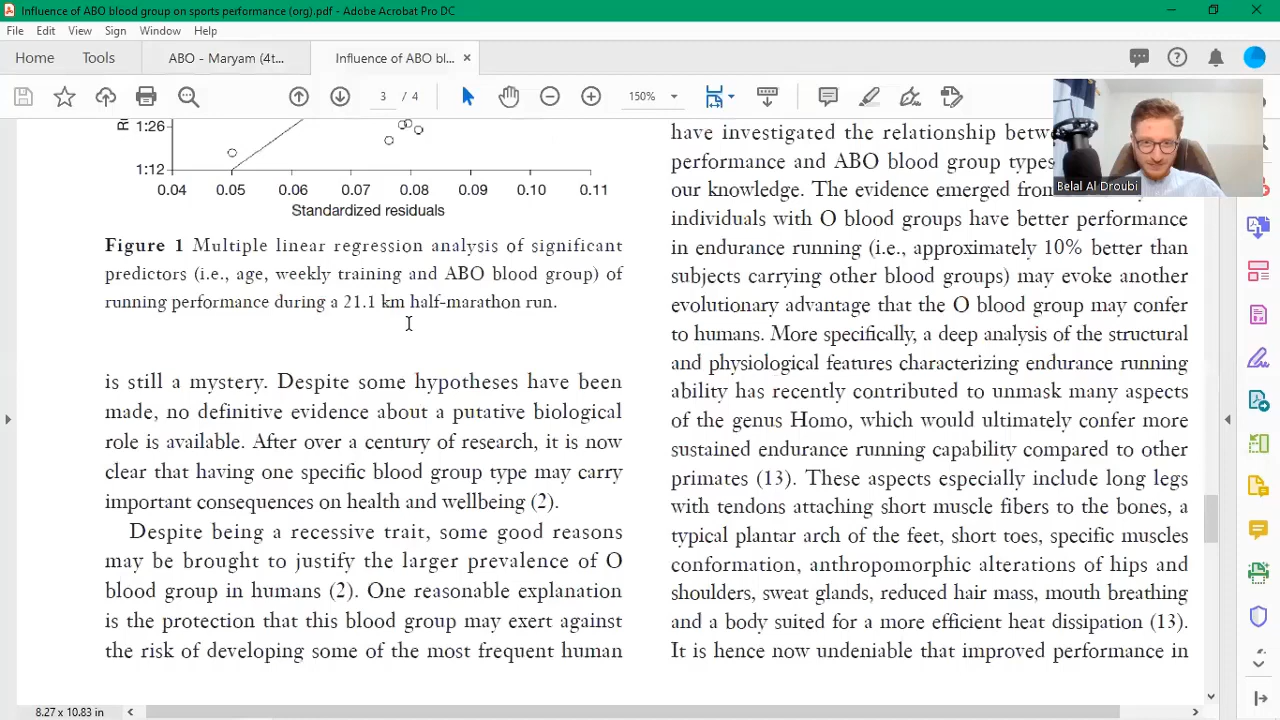 Influence of ABO blood group on sports performance (org).pdf - Adobe Acrobat Pro DC
File Edit View Sign Window Help
Home Tools ABO - Maryam (4t... Influence of ABO bl... ×
3 / 4 150%
1:26
1:12
0.04 0.05 0.06 0.07 0.08 0.09 0.10 0.11
Standardized residuals
Figure 1 Multiple linear regression analysis of significant
predictors (i.e., age, weekly training and ABO blood group) of
running performance during a 21.1 km half-marathon run.
is still a mystery. Despite some hypotheses have been
made, no definitive evidence about a putative biological
role is available. After over a century of research, it is now
clear that having one specific blood group type may carry
important consequences on health and wellbeing (2).
Despite being a recessive trait, some good reasons
may be brought to justify the larger prevalence of O
blood group in humans (2). One reasonable explanation
is the protection that this blood group may exert against
the risk of developing some of the most frequent human
have investigated the relationship
performance and ABO blood group types
our knowledge. The evidence emerged
individuals with O blood groups have better performance
in endurance running (i.e., approximately 10% better than
subjects carrying other blood groups) may evoke another
evolutionary advantage that the O blood group may confer
to humans. More specifically, a deep analysis of the structural
and physiological features characterizing endurance running
ability has recently contributed to unmask many aspects
of the genus Homo, which would ultimately confer more
sustained endurance running capability compared to other
primates (13). These aspects especially include long legs
with tendons attaching short muscle fibers to the bones, a
typical plantar arch of the feet, short toes, specific muscles
conformation, anthropomorphic alterations of hips and
shoulders, sweat glands, reduced hair mass, mouth breathing
and a body suited for a more efficient heat dissipation (13).
It is hence now undeniable that improved performance in
Belal Al Droubi
8.27 x 10.83 in